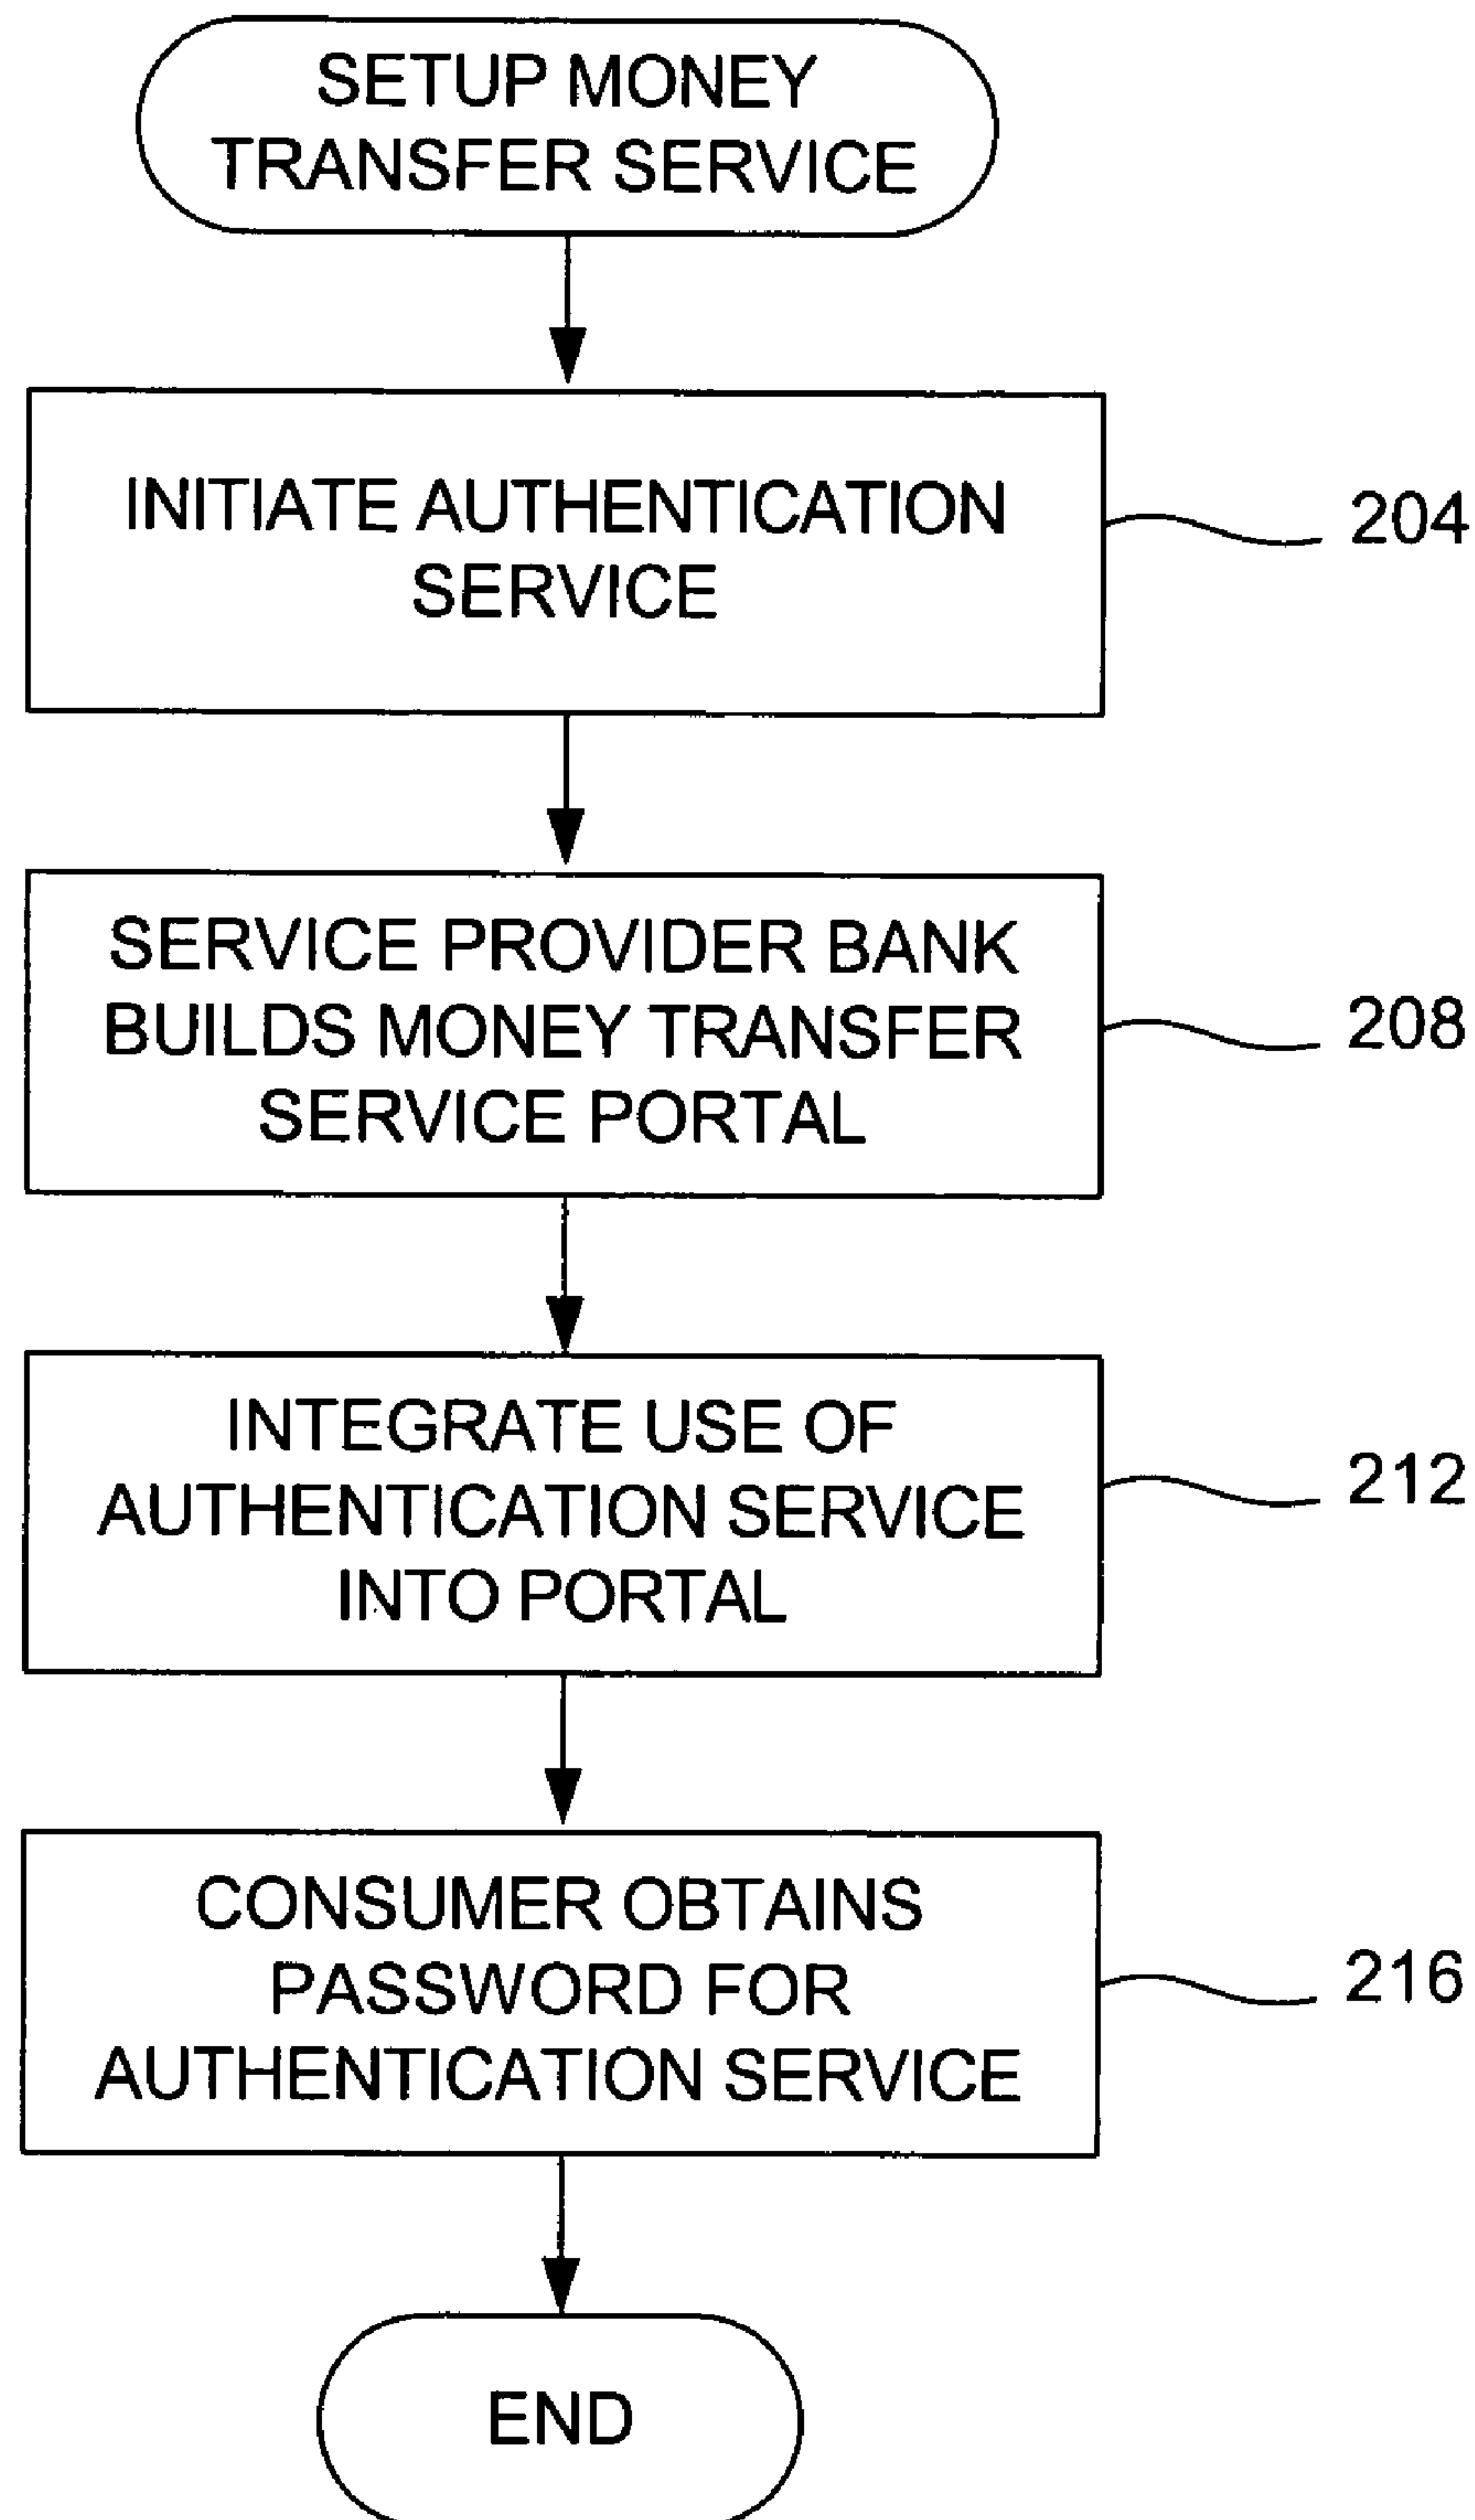 SETUP MONEY
TRANSFER SERVICE
INITIATE AUTHENTICATION
SERVICE
204
SERVICE PROVIDER BANK
BUILDS MONEY TRANSFER
SERVICE PORTAL
208
INTEGRATE USE OF
AUTHENTICATION SERVICE
INTO PORTAL
212
CONSUMER OBTAINS
PASSWORD FOR
AUTHENTICATION SERVICE
216
END